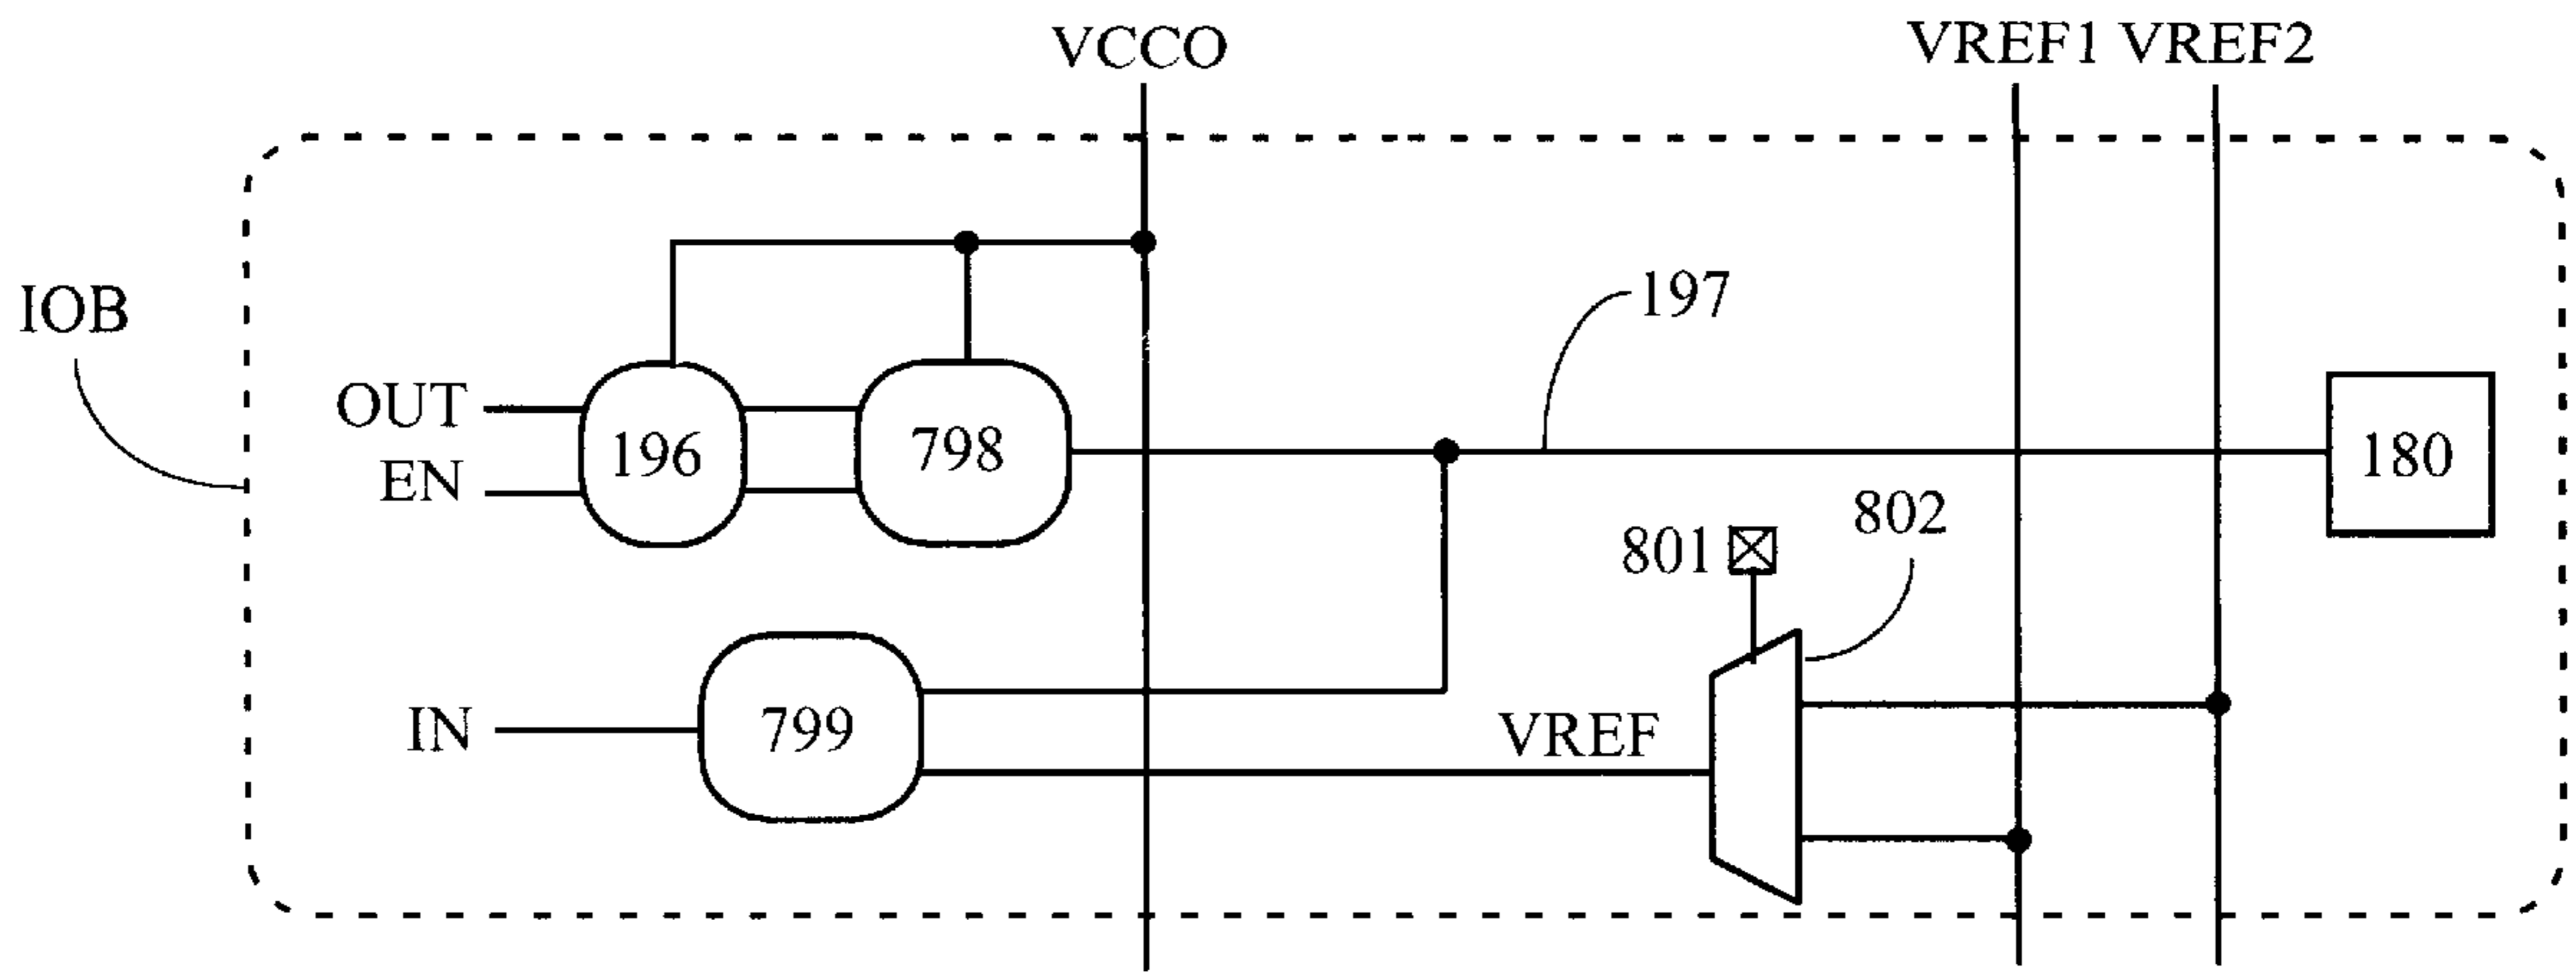 VCCO
VREF1 VREF2
IOB
197
OUT
196
798
180
EN
801
802
IN
799
VREF